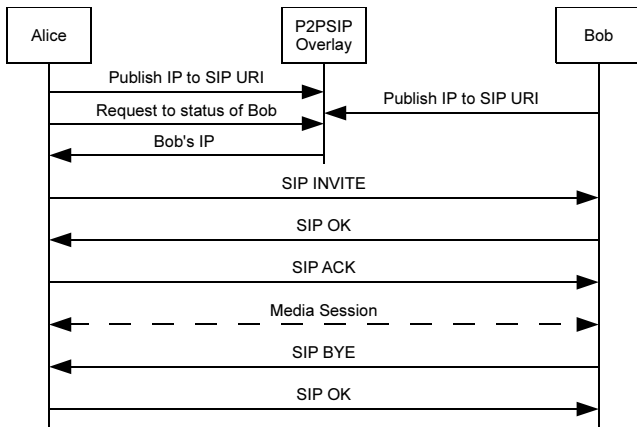 Alice
P2PSIP
Overlay
Bob
Publish IP to SIP URI
Publish IP to SIP URI
Request to status of Bob
Bob's IP
SIP INVITE
SIP OK
SIP ACK
Media Session
SIP BYE
SIP OK